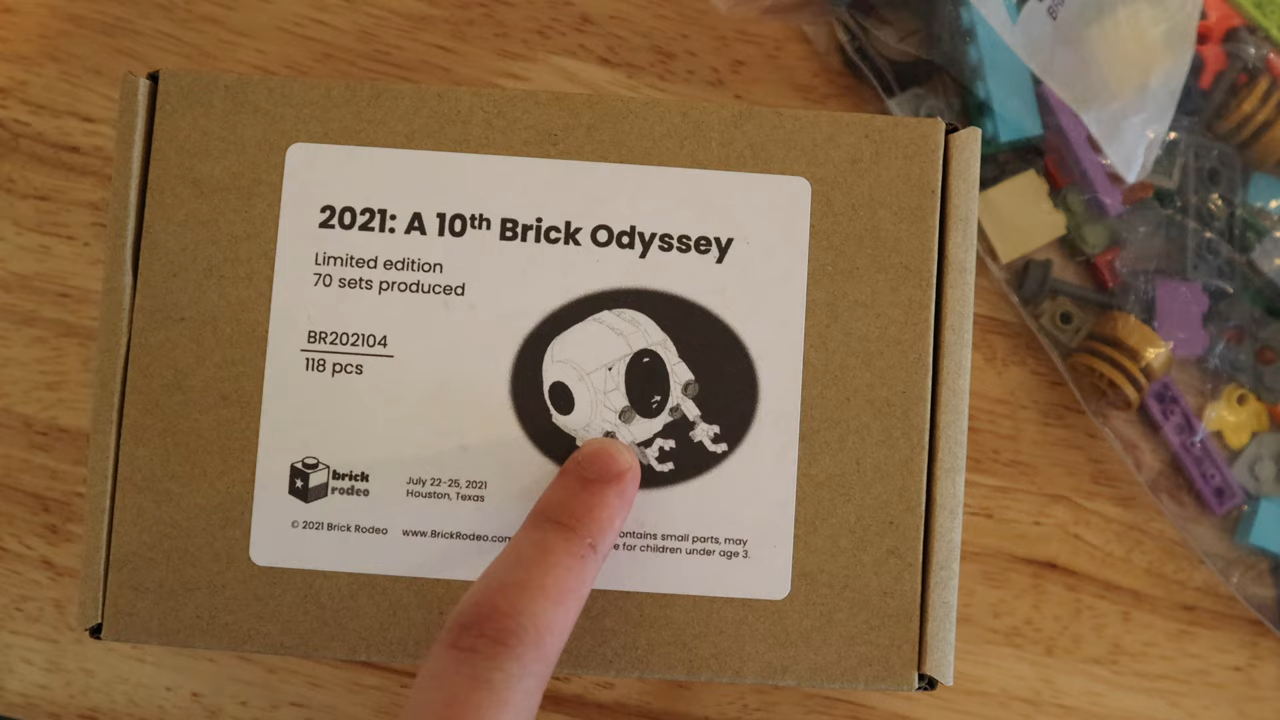 2021: A 10th Brick Odyssey
Limited edition
70 sets produced
BR202104
118 pcs
brick
rodeo
July 22-25, 2021
Houston, Texas
© 2021 Brick Rodeo www.BrickRodeo.com
ontains small parts, may
e for children under age 3.